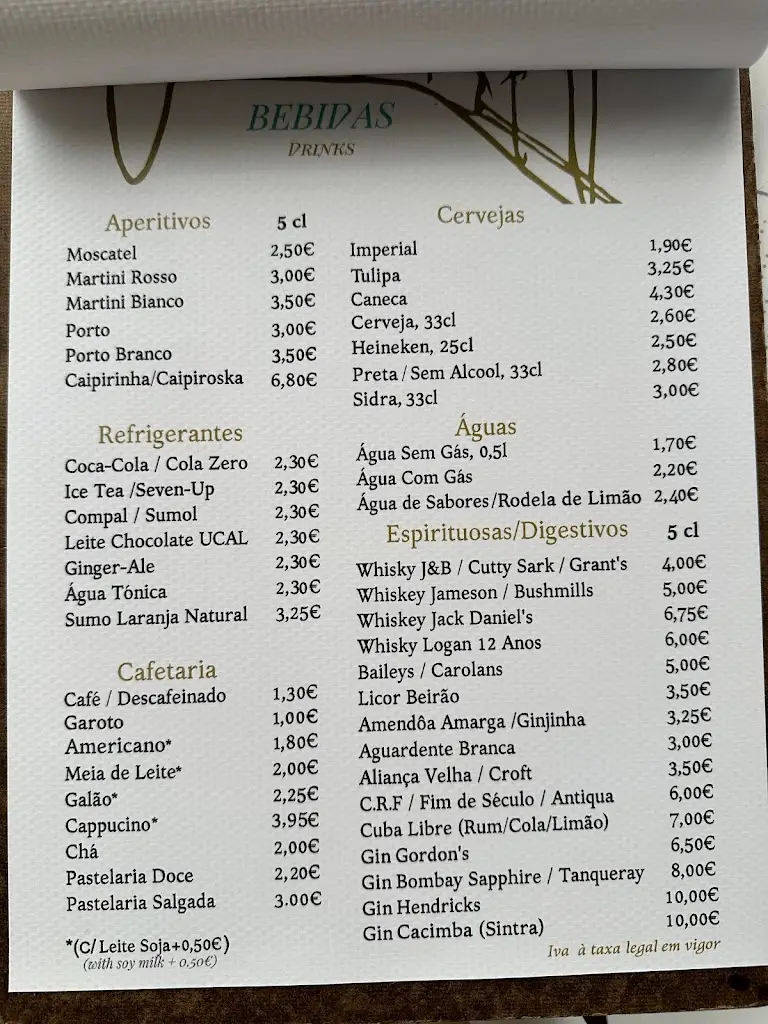 BEBIDAS
DRINKS
Aperitivos 5 cl
Moscatel 2,50€
Martini Rosso 3,00€
Martini Bianco 3,50€
Porto 3,00€
Porto Branco 3,50€
Caipirinha/Caipiroska 6,80€
Refrigerantes
Coca-Cola / Cola Zero 2,30€
Ice Tea /Seven-Up 2,30€
Compal / Sumol 2,30€
Leite Chocolate UCAL 2,30€
Ginger-Ale 2,30€
Água Tónica 2,30€
Sumo Laranja Natural 3,25€
Cafetaria
Café / Descafeinado 1,30€
Garoto 1,00€
Americano* 1,80€
Meia de Leite* 2,00€
Galão* 2,25€
Cappucino* 3,95€
Chá 2,00€
Pastelaria Doce 2,20€
Pastelaria Salgada 3.00€
*(C/ Leite Soja+0,50€)
(with soy milk + 0.50€)
Cervejas
Imperial 1,90€
Tulipa 3,25€
Caneca 4,30€
Cerveja, 33cl 2,60€
Heineken, 25cl 2,50€
Preta / Sem Alcool, 33cl 2,80€
Sidra, 33cl 3,00€
Águas
Água Sem Gás, 0,5l 1,70€
Água Com Gás 2,20€
Água de Sabores/Rodela de Limão 2,40€
Espirituosas/Digestivos 5 cl
Whisky J&B / Cutty Sark / Grant's 4,00€
Whiskey Jameson / Bushmills 5,00€
Whiskey Jack Daniel's 6,75€
Whisky Logan 12 Anos 6,00€
Baileys / Carolans 5,00€
Licor Beirão 3,50€
Amendôa Amarga /Ginjinha 3,25€
Aguardente Branca 3,00€
Aliança Velha / Croft 3,50€
C.R.F / Fim de Século / Antiqua 6,00€
Cuba Libre (Rum/Cola/Limão) 7,00€
Gin Gordon's 6,50€
Gin Bombay Sapphire / Tanqueray 8,00€
Gin Hendricks 10,00€
Gin Cacimba (Sintra) 10,00€
Iva à taxa legal em vigor